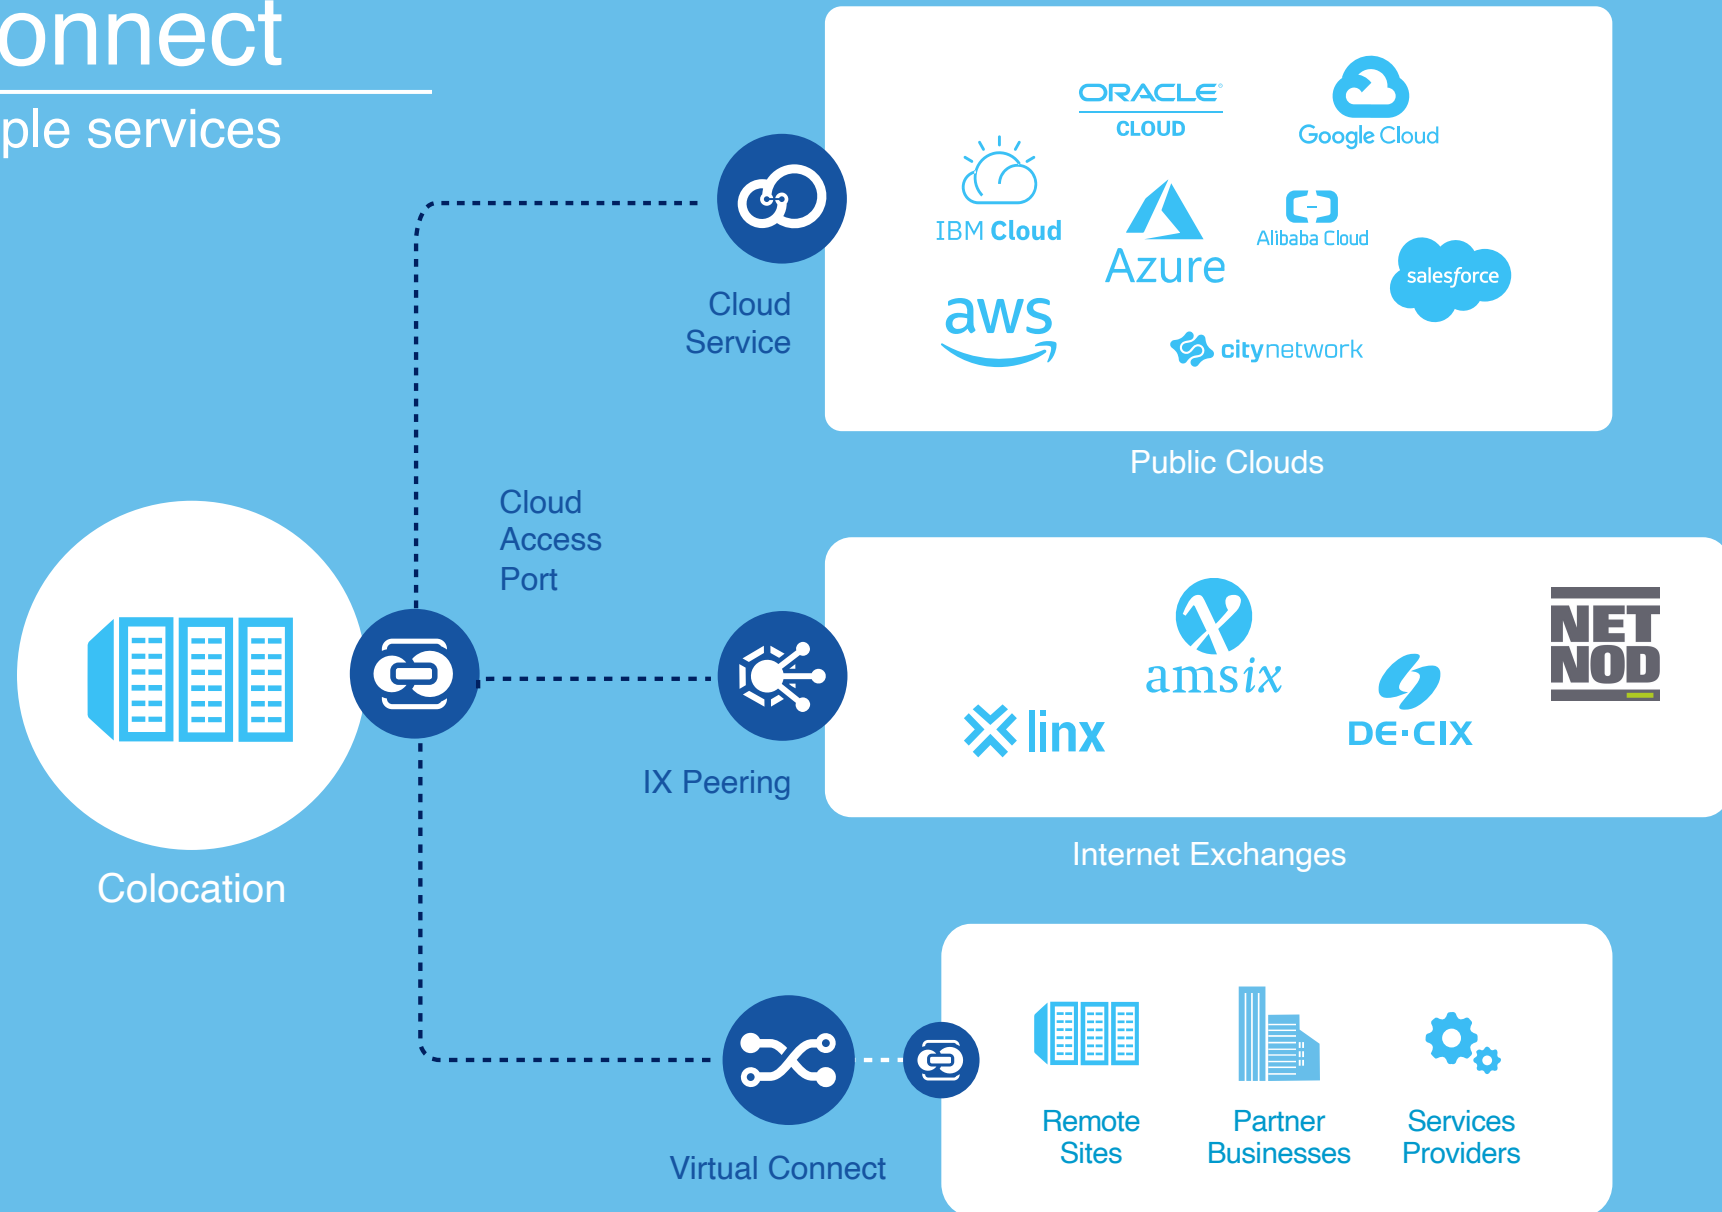 onnect
ple services
ORACLE
CLOUD
Google Cloud
IBM Cloud
Azure
Alibaba Cloud
salesforce
aws
citynetwork
Cloud
Service
Public Clouds
Cloud
Access
Port
amsix
NET
NOD
linx
DE-CIX
IX Peering
Internet Exchanges
Colocation
Remote
Sites
Partner
Businesses
Services
Providers
Virtual Connect